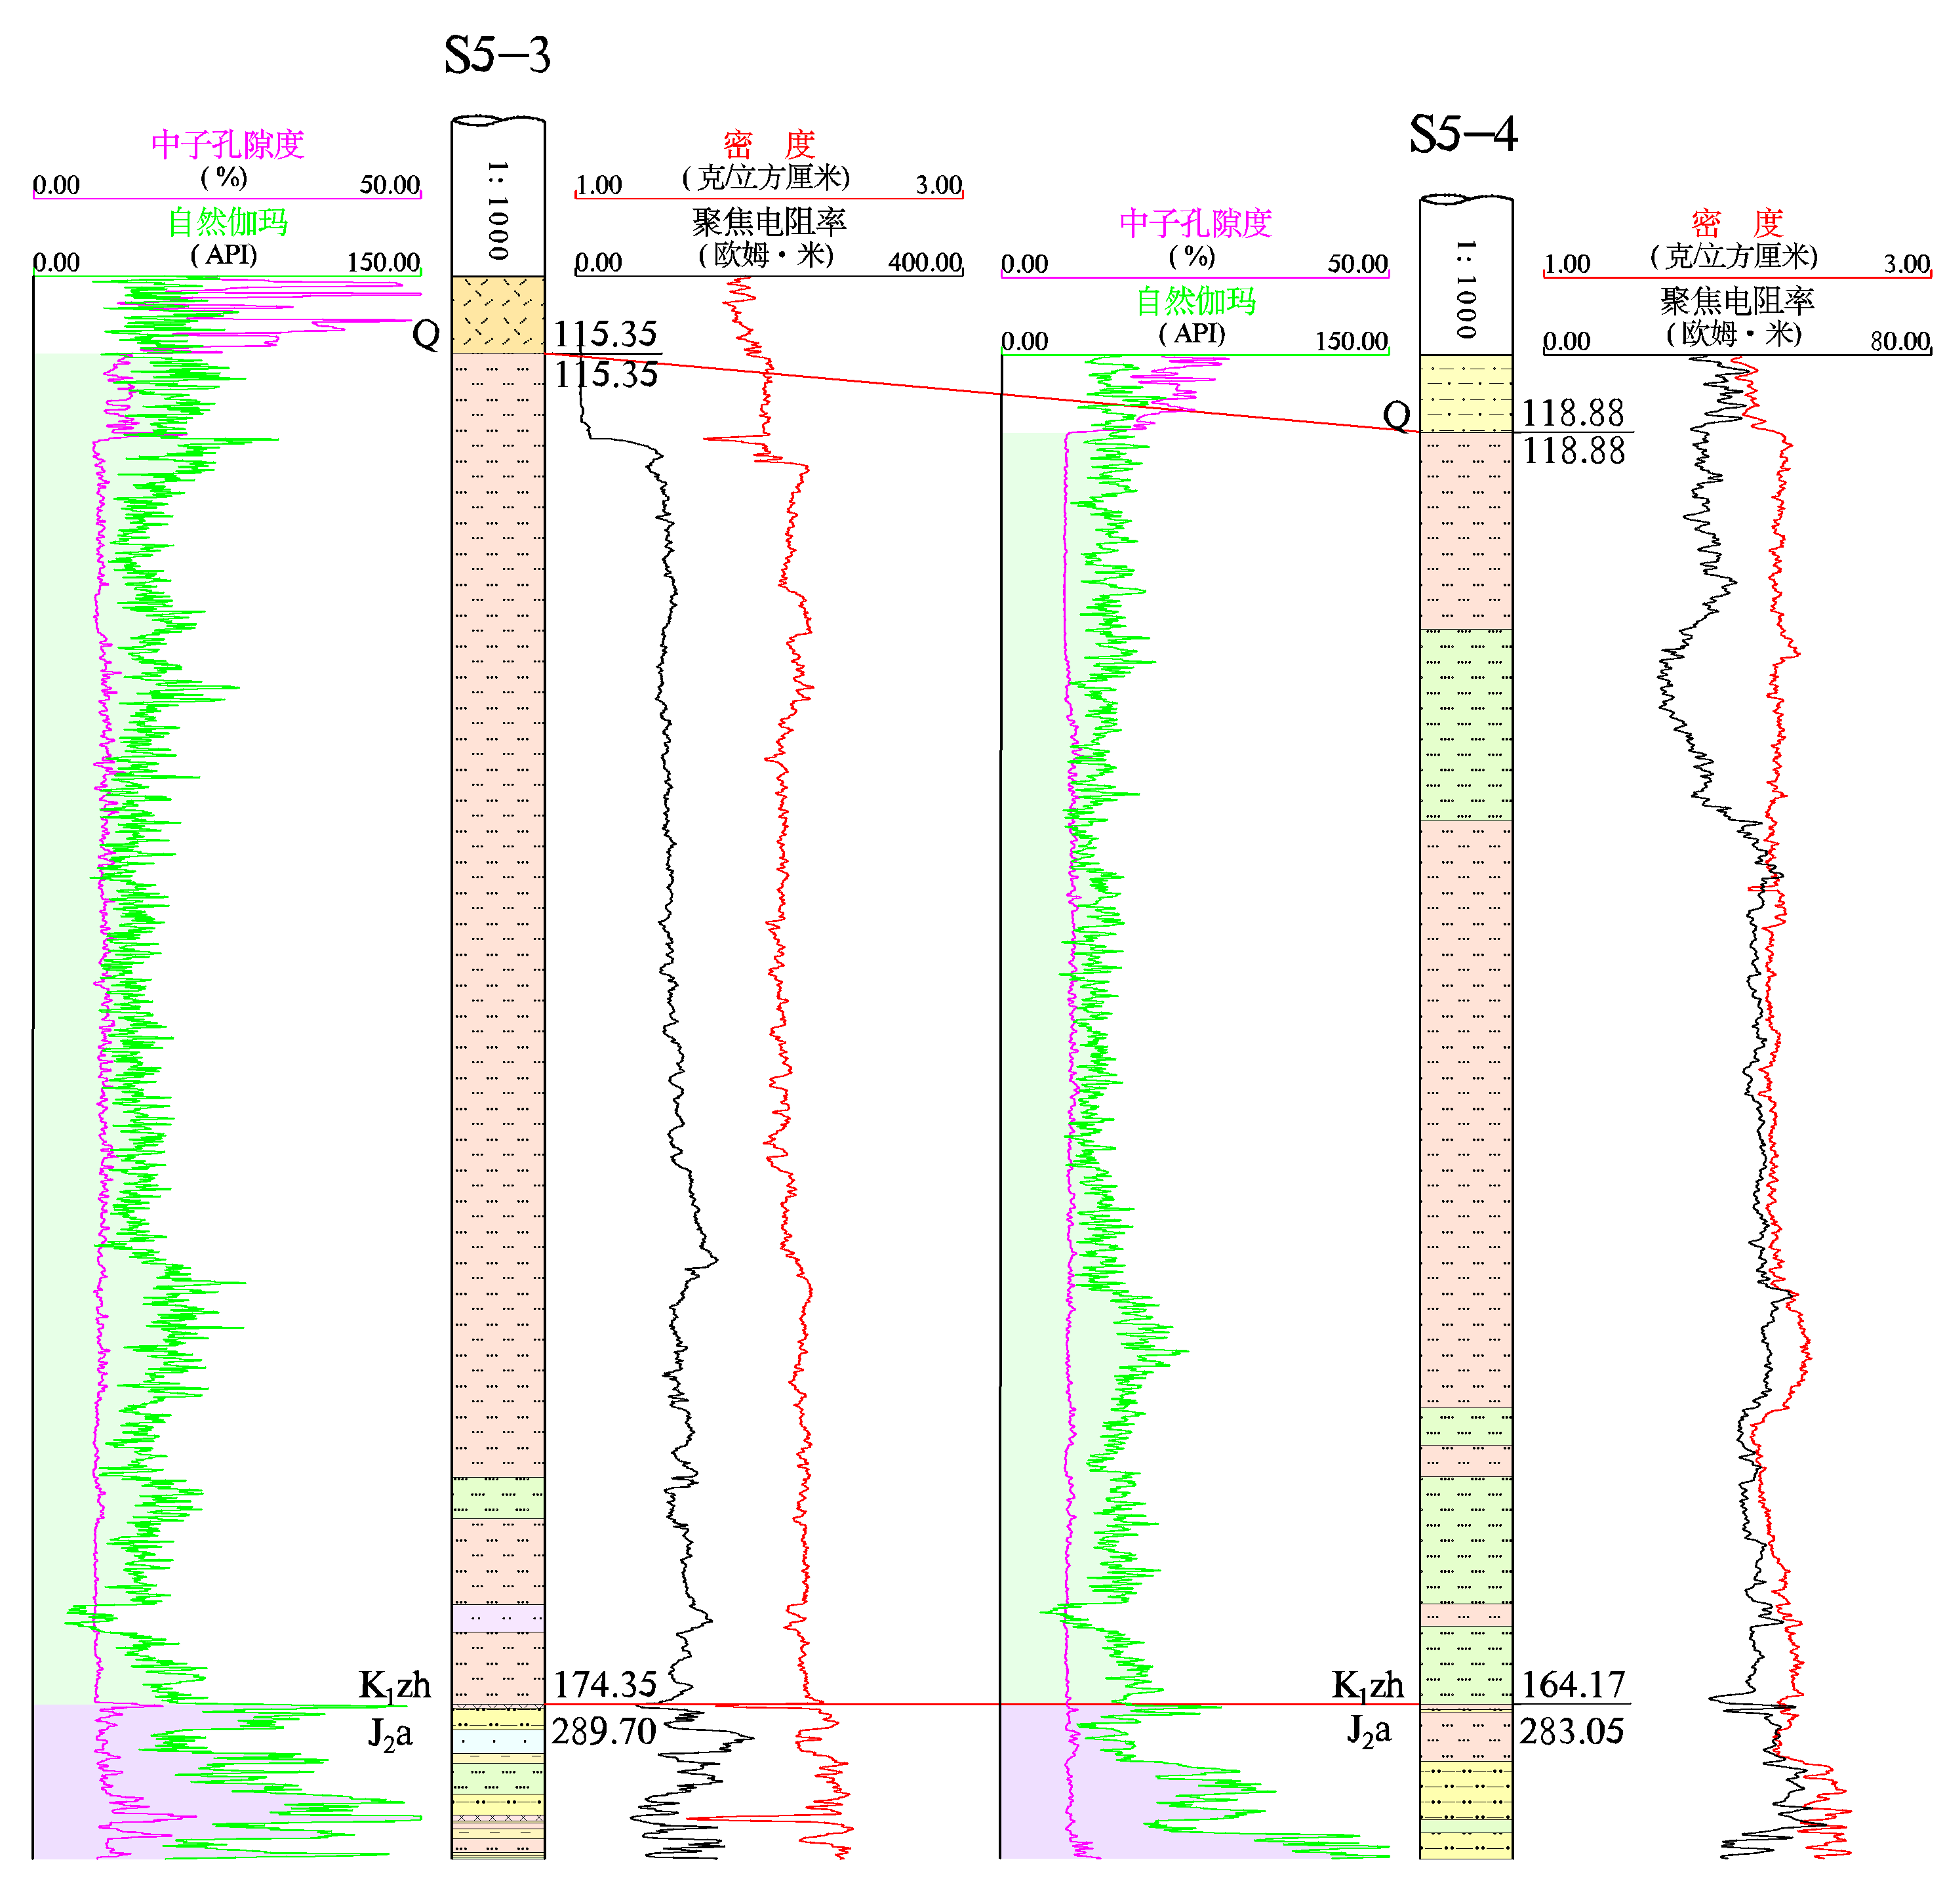 S5-3
中子孔隙度
(%)
0.00 50.00
自然伽玛
(API)
0.00 150.00
1:1000
密 度
(克/立方厘米)
1.00 3.00
聚焦电阻率
(欧姆·米)
0.00 400.00
Q
115.35
115.35
K₁zh
174.35
J₂a
289.70
S5-4
中子孔隙度
(%)
0.00 50.00
自然伽玛
(API)
0.00 150.00
1:1000
密 度
(克/立方厘米)
1.00 3.00
聚焦电阻率
(欧姆·米)
0.00 80.00
Q
118.88
118.88
K₁zh
164.17
J₂a
283.05